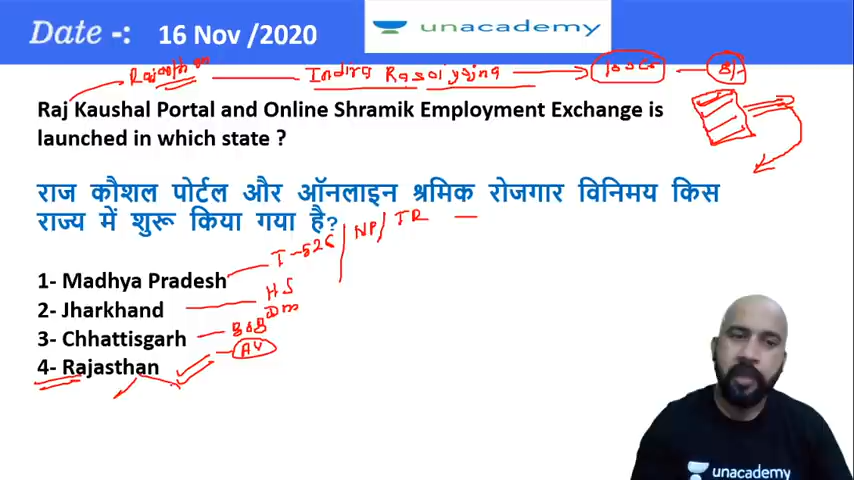 Date -: 16 Nov /2020
unacademy
Rajasthan Indira Rasoi yojna
Raj Kaushal Portal and Online Shramik Employment Exchange is
launched in which state ?
राज कौशल पोर्टल और ऑनलाइन श्रमिक रोजगार विनिमय किस
राज्य में शुरू किया गया है?
T-526 / NP / TR
1- Madhya Pradesh
HS
2- Jharkhand
3- Chhattisgarh
4- Rajasthan
unacademy